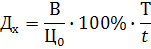 Дх = В/Ц0 · 100% · Т/t